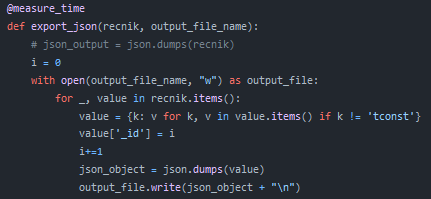 @measure_time
def export_json(recnik, output_file_name):
    # json_output = json.dumps(recnik)
    i = 0
    with open(output_file_name, "w") as output_file:
        for _, value in recnik.items():
            value = {k: v for k, v in value.items() if k != 'tconst'}
            value['_id'] = i
            i+=1
            json_object = json.dumps(value)
            output_file.write(json_object + "\n")